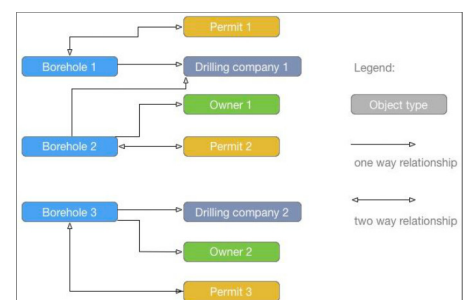 Permit 1
Borehole 1
Drilling company 1
Legend:
Owner 1
Object type
Borehole 2
Permit 2
one way relationship
Borehole 3
Drilling company 2
two way relationship
Owner 2
Permit 3